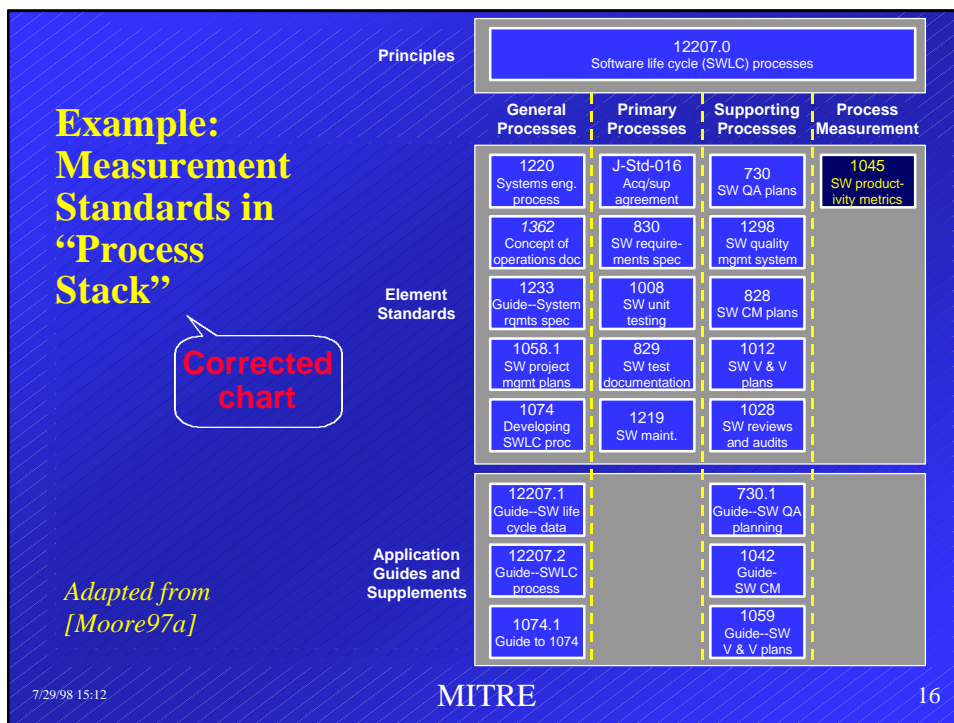 Example:
Measurement
Standards in
“Process
Stack”
Corrected
chart
Adapted from
[Moore97a]
Principles
12207.0
Software life cycle (SWLC) processes
General
Processes
Primary
Processes
Supporting
Processes
Process
Measurement
Element
Standards
1220
Systems eng.
process
1362
Concept of
operations doc
1233
Guide--System
rqmts spec
1058.1
SW project
mgmt plans
1074
Developing
SWLC proc
J-Std-016
Acq/sup
agreement
830
SW require-
ments spec
1008
SW unit
testing
829
SW test
documentation
1219
SW maint.
730
SW QA plans
1298
SW quality
mgmt system
828
SW CM plans
1012
SW V & V
plans
1028
SW reviews
and audits
1045
SW product-
ivity metrics
Application
Guides and
Supplements
12207.1
Guide--SW life
cycle data
12207.2
Guide--SWLC
process
1074.1
Guide to 1074
730.1
Guide--SW QA
planning
1042
Guide-
SW CM
1059
Guide--SW
V & V plans
7/29/98 15:12
MITRE
16